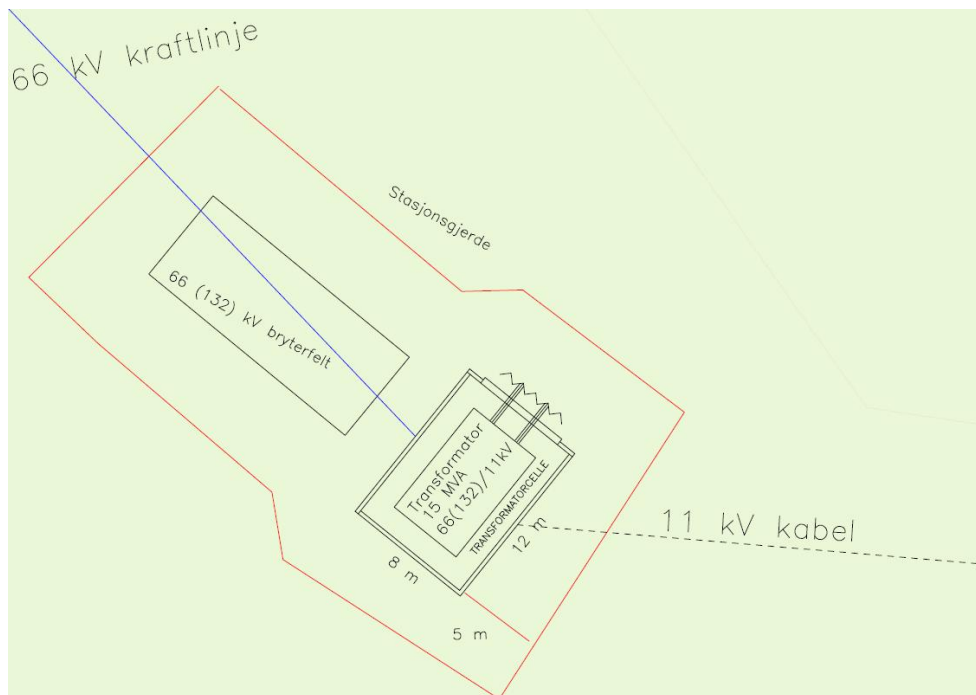 66 kV kraftlinje
Stasjonsgjerde
66 (132) kV bryterfelt
Transformator
15 MVA
66(132)/11kV
TRANSFORMATORCELLE
12 m
11 kV kabel
8 m
5 m